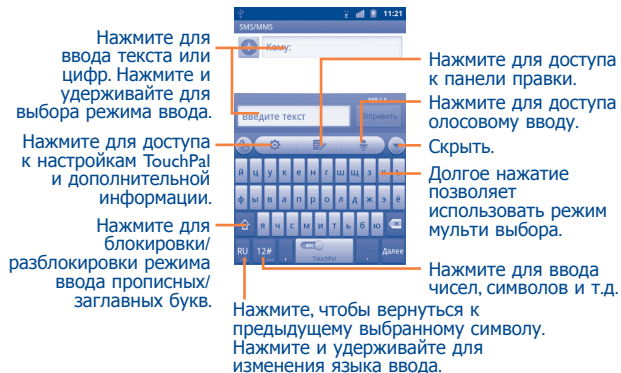 11:21
SMS/MMS
Кому:
Введите текст
Отправить
й ц у к е н г ш щ з
ф ы в а п р о л д ж э ё
я ч с м и т ь б ю
RU 12# , TouchPal . Далее
Нажмите для
ввода текста или
цифр. Нажмите и
удерживайте для
выбора режима ввода.
Нажмите для доступа
к настройкам TouchPal
и дополнительной
информации.
Нажмите для
блокировки/
разблокировки режима
ввода прописных/
заглавных букв.
Нажмите для доступа
к панели правки.
Нажмите для доступа
олосовому вводу.
Скрыть.
Долгое нажатие
позволяет
использовать режим
мульти выбора.
Нажмите для ввода
чисел, символов и т.д.
Нажмите, чтобы вернуться к
предыдущему выбранному символу.
Нажмите и удерживайте для
изменения языка ввода.